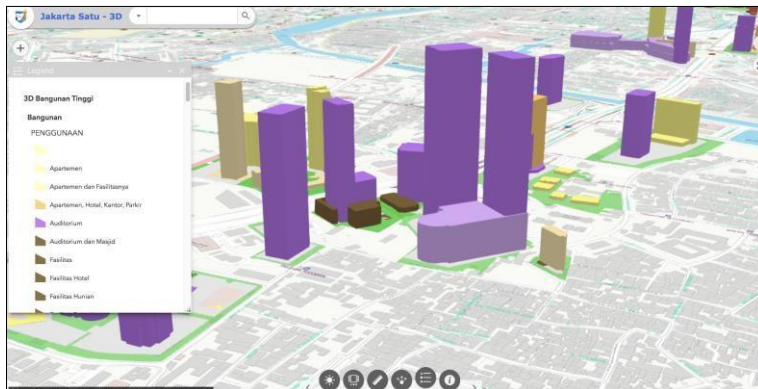 Jakarta Satu - 3D
Legend
3D Bangunan Tinggi
Bangunan
PENGGUNAAN
Apartemen
Apartemen dan Fasilitasnya
Apartemen, Hotel, Kantor, Parkir
Auditorium
Auditorium dan Masjid
Fasilitas
Fasilitas Hotel
Fasilitas Hunian